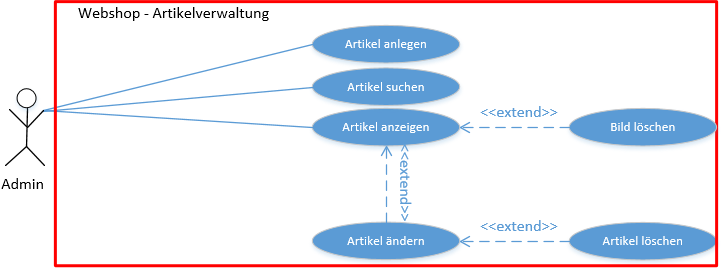 Webshop - Artikelverwaltung
Artikel anlegen
Artikel suchen
Artikel anzeigen
<<extend>>
Bild löschen
Admin
<<extend>>
Artikel ändern
<<extend>>
Artikel löschen